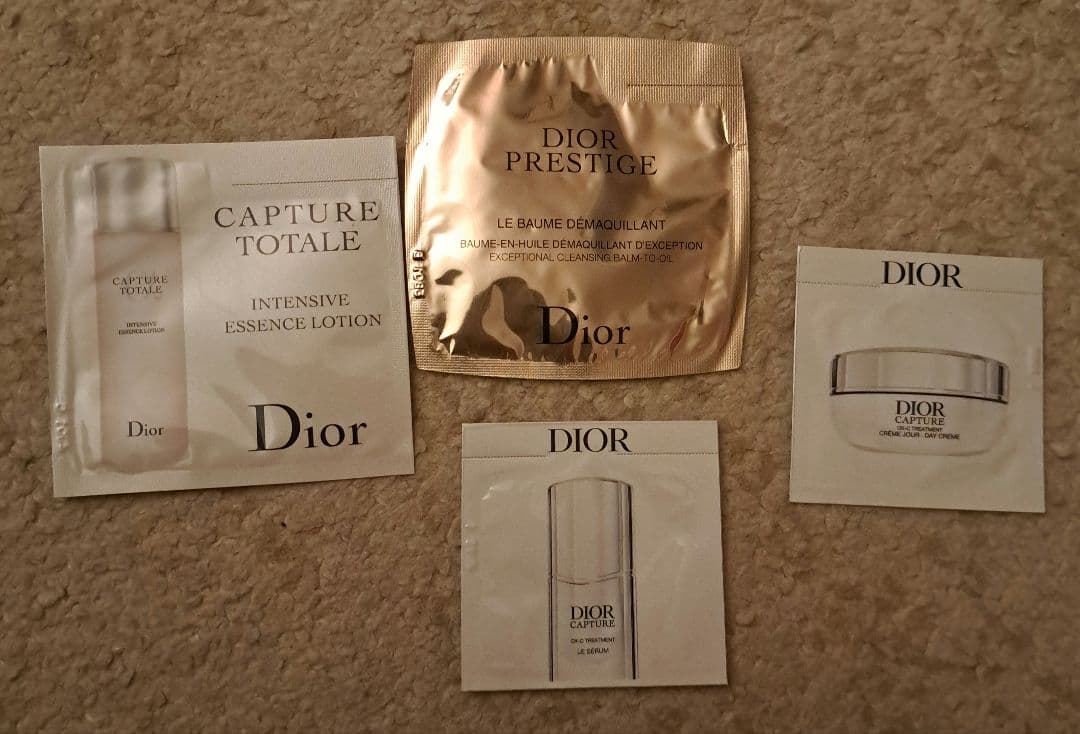 CAPTURE
TOTALE
INTENSIVE
ESSENCE LOTION
Dior
CAPTURE
TOTALE
INTENSIVE
ESSENCE LOTION
Dior
DIOR
PRESTIGE
LE BAUME DÉMAQUILLANT
BAUME-EN-HUILE DÉMAQUILLANT D'EXCEPTION
EXCEPTIONAL CLEANSING BALM-TO-OIL
Dior
DIOR
DIOR
CAPTURE
TREATMENT
CRÈME JOUR - DAY CREME
DIOR
DIOR
CAPTURE
TREATMENT
LE SÉRUM